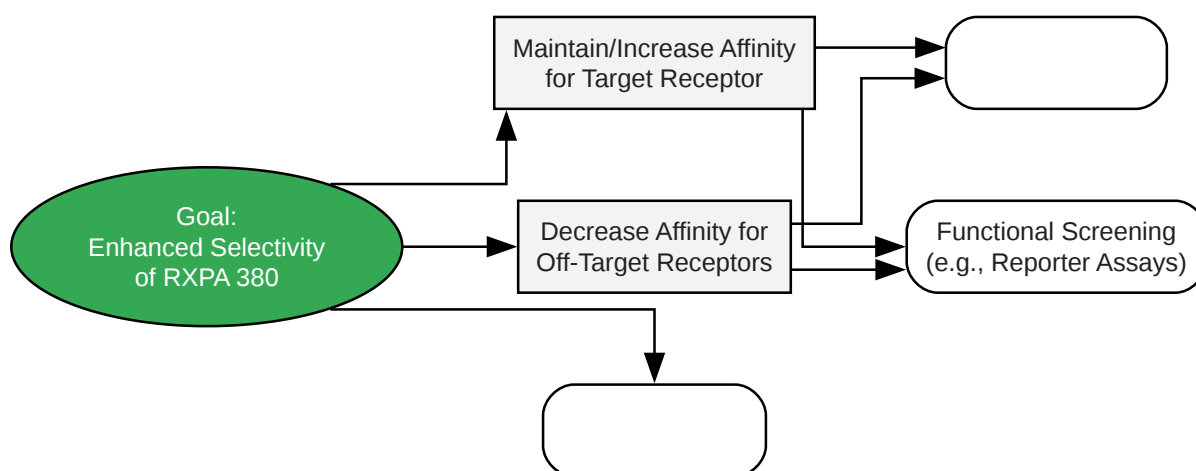 Maintain/Increase Affinity
for Target Receptor
Goal:
Enhanced Selectivity
of RXPA 380
Decrease Affinity for
Off-Target Receptors
Functional Screening
(e.g., Reporter Assays)